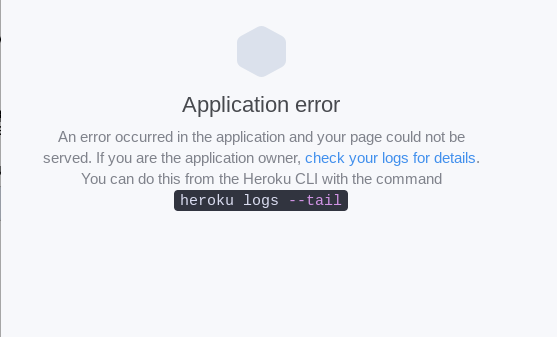 Application error
An error occurred in the application and your page could not be
served. If you are the application owner, check your logs for details.
You can do this from the Heroku CLI with the command
heroku logs --tail